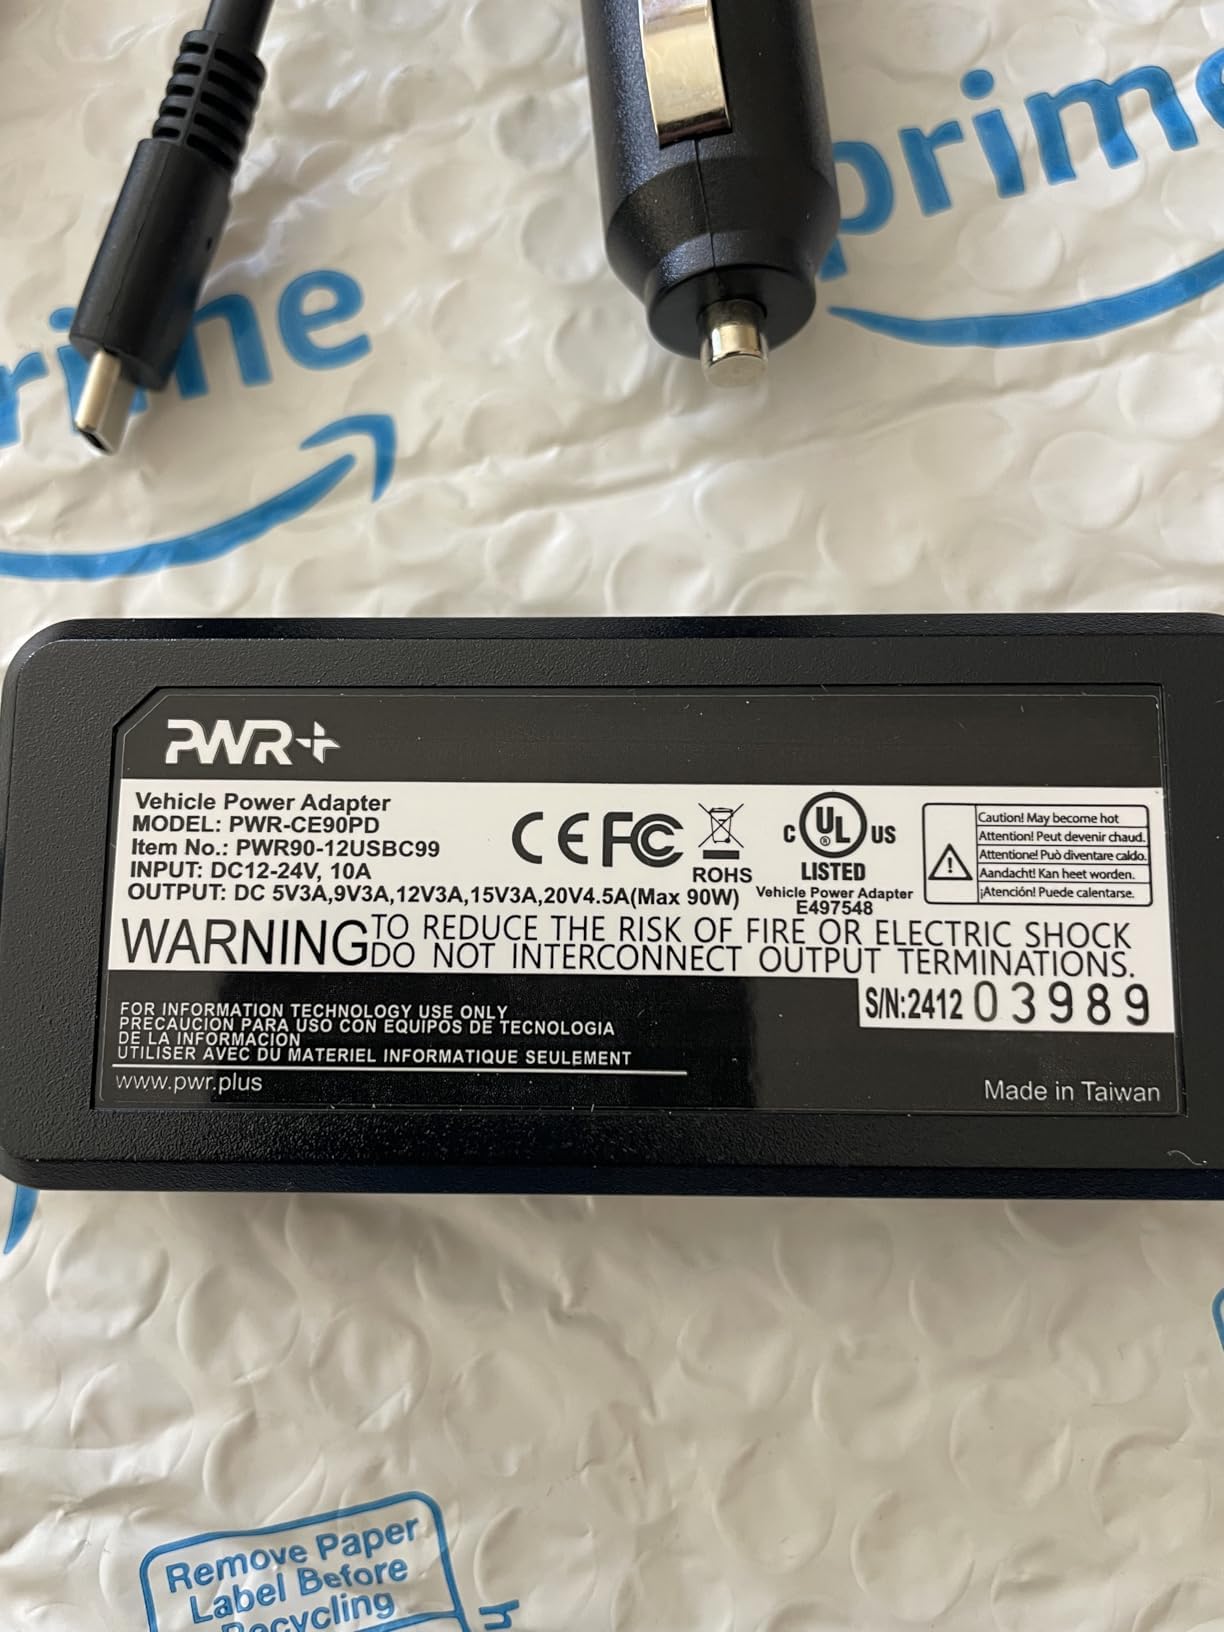 prime
prime
PWR+
Vehicle Power Adapter
MODEL: PWR-CE90PD
Item No.: PWR90-12USBC99
INPUT: DC12-24V, 10A
OUTPUT: DC 5V3A,9V3A,12V3A,15V3A,20V4.5A(Max 90W)
CE FC
ROHS
C UL ® US
LISTED
Vehicle Power Adapter
E497548
Caution! May become hot
Attention! Peut devenir chaud.
Attentione! Può diventare caldo.
Aandacht! Kan heet worden.
¡Atención! Puede calentarse.
WARNING TO REDUCE THE RISK OF FIRE OR ELECTRIC SHOCK
DO NOT INTERCONNECT OUTPUT TERMINATIONS.
S/N:2412 03989
FOR INFORMATION TECHNOLOGY USE ONLY
PRECAUCION PARA USO CON EQUIPOS DE TECNOLOGIA
DE LA INFORMACION
UTILISER AVEC DU MATERIEL INFORMATIQUE SEULEMENT
www.pwr.plus
Made in Taiwan
Remove Paper
Label Before
Recycling